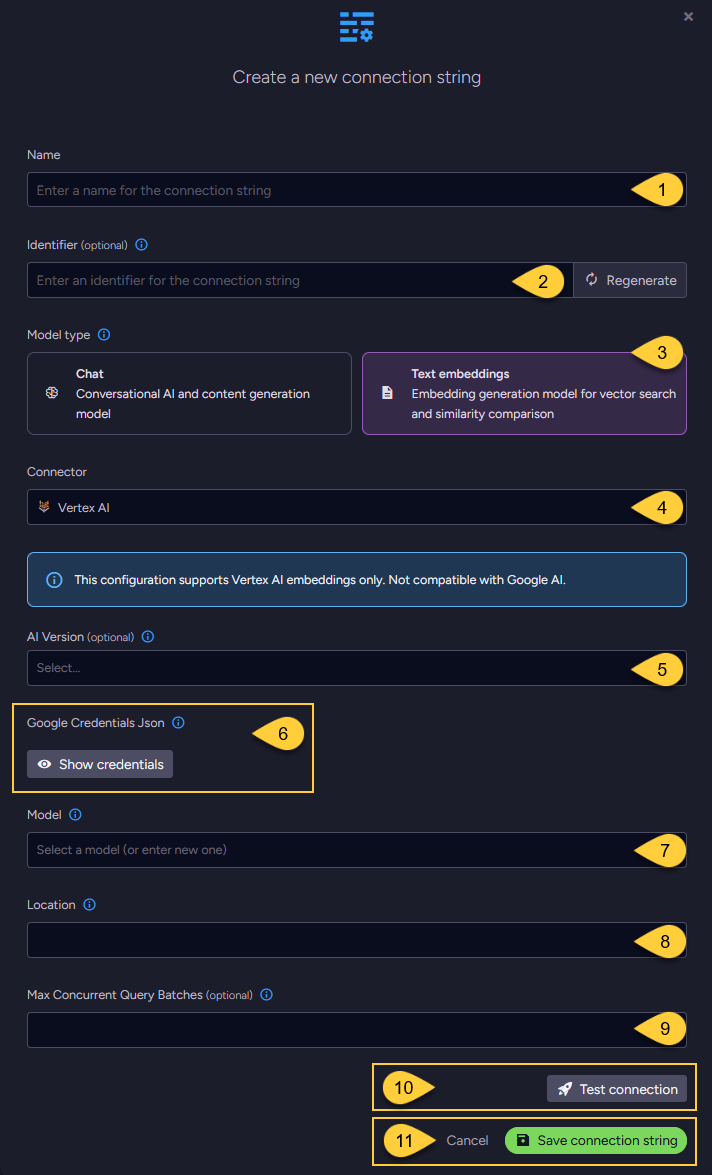 Create a new connection string
Name
Enter a name for the connection string
1
Identifier (optional)
Enter an identifier for the connection string
2
Regenerate
Model type
3
Chat
Conversational AI and content generation
model
Text embeddings
Embedding generation model for vector search
and similarity comparison
Connector
Vertex AI
4
This configuration supports Vertex AI embeddings only. Not compatible with Google AI.
AI Version (optional)
Select...
5
Google Credentials Json
6
Show credentials
Model
Select a model (or enter new one)
7
Location
8
Max Concurrent Query Batches (optional)
9
10
Test connection
11
Cancel
Save connection string